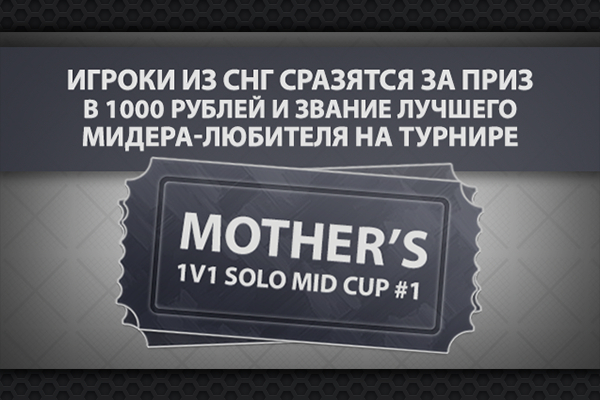 ИГРОКИ ИЗ СНГ СРАЗЯТСЯ ЗА ПРИЗ
В 1000 РУБЛЕЙ И ЗВАНИЕ ЛУЧШЕГО
МИДЕРА-ЛЮБИТЕЛЯ НА ТУРНИРЕ
MOTHER’S
1V1 SOLO MID CUP #1